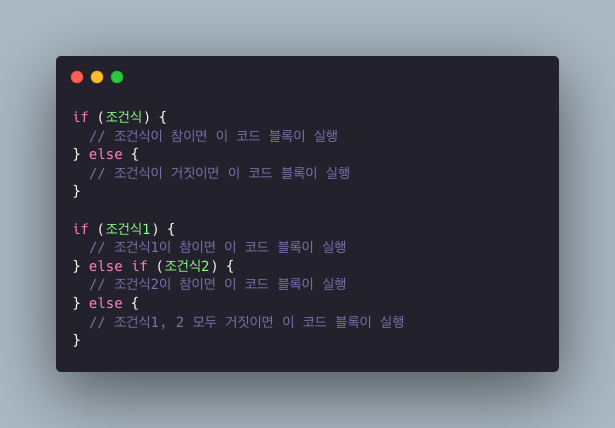 if (조건식) {
  // 조건식이 참이면 이 코드 블록이 실행
} else {
  // 조건식이 거짓이면 이 코드 블록이 실행
}

if (조건식1) {
  // 조건식1이 참이면 이 코드 블록이 실행
} else if (조건식2) {
  // 조건식2이 참이면 이 코드 블록이 실행
} else {
  // 조건식1, 2 모두 거짓이면 이 코드 블록이 실행
}